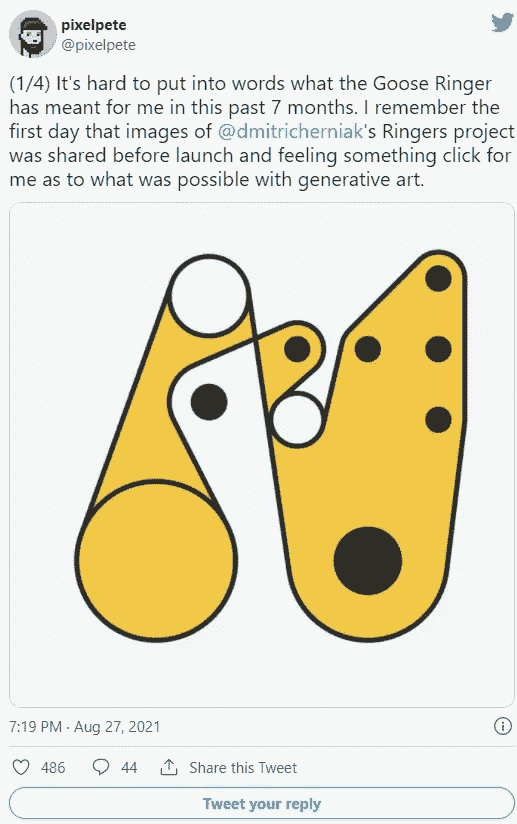 pixelpete
@pixelpete
(1/4) It's hard to put into words what the Goose Ringer
has meant for me in this past 7 months. I remember the
first day that images of @dmitricherniak's Ringers project
was shared before launch and feeling something click for
me as to what was possible with generative art.
7:19 PM · Aug 27, 2021
486 44 Share this Tweet
Tweet your reply